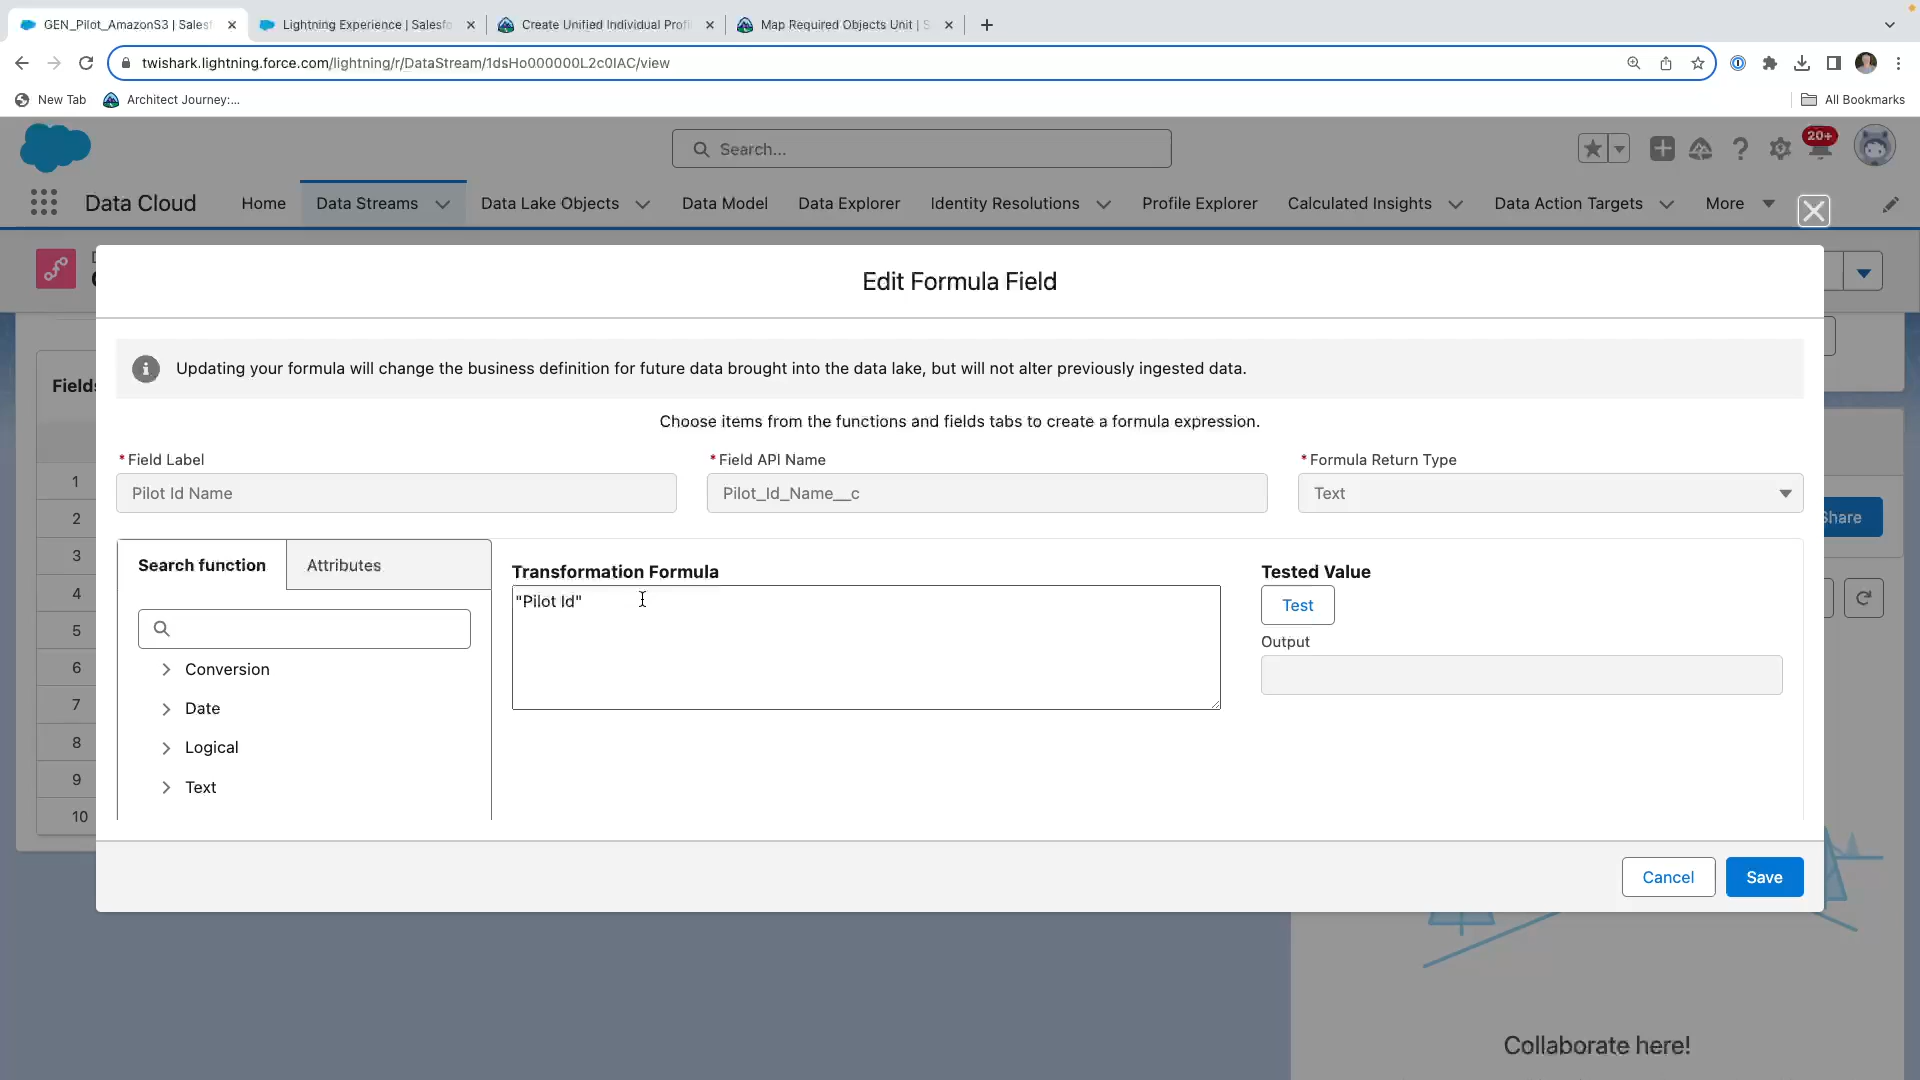 GEN_Pilot_AmazonS3 | Salesf
Lightning Experience | Salesfo
Create Unified Individual Profi
Map Required Objects Unit | S
twishark.lightning.force.com/lightning/r/DataStream/1dsHo000000L2c0IAC/view
New Tab
Architect Journey:...
All Bookmarks
Search...
20+
Data Cloud
Home
Data Streams
Data Lake Objects
Data Model
Data Explorer
Identity Resolutions
Profile Explorer
Calculated Insights
Data Action Targets
More
Edit Formula Field
Updating your formula will change the business definition for future data brought into the data lake, but will not alter previously ingested data.
Choose items from the functions and fields tabs to create a formula expression.
Fields
*Field Label
*Field API Name
*Formula Return Type
Pilot Id Name
Pilot_Id_Name__c
Text
Share
Search function
Attributes
Transformation Formula
"Pilot Id"
Tested Value
Test
Output
Conversion
Date
Logical
Text
1
2
3
4
5
6
7
8
9
10
Cancel
Save
Collaborate here!